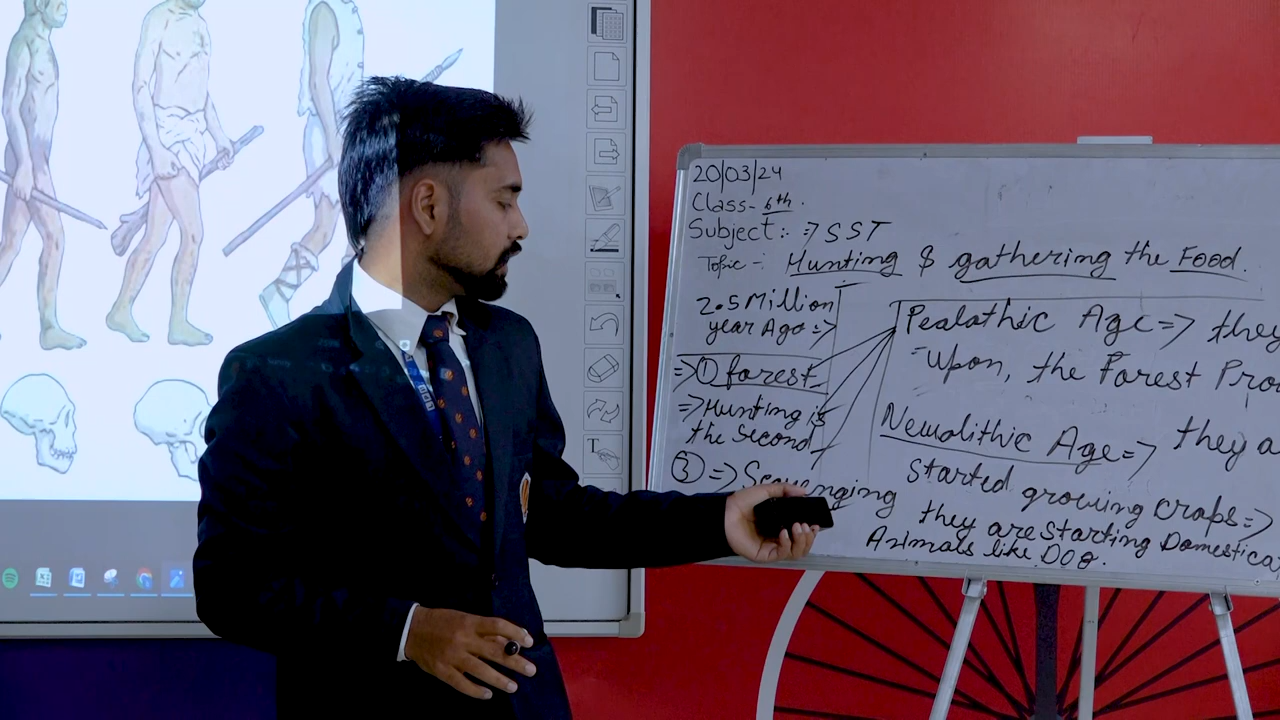 20/03/24
Class- 6th.
Subject:- => SST
Topic -: Hunting & gathering the Food.
2.5 Million
year Ago =>
=> ① forest
=> Hunting is
the second
③ => Scavenging
Pealathic Age => they
upon, the Forest Pro
Newolithic Age => they a
started growing craps =>
they are starting Domestica
Animals like DOG.